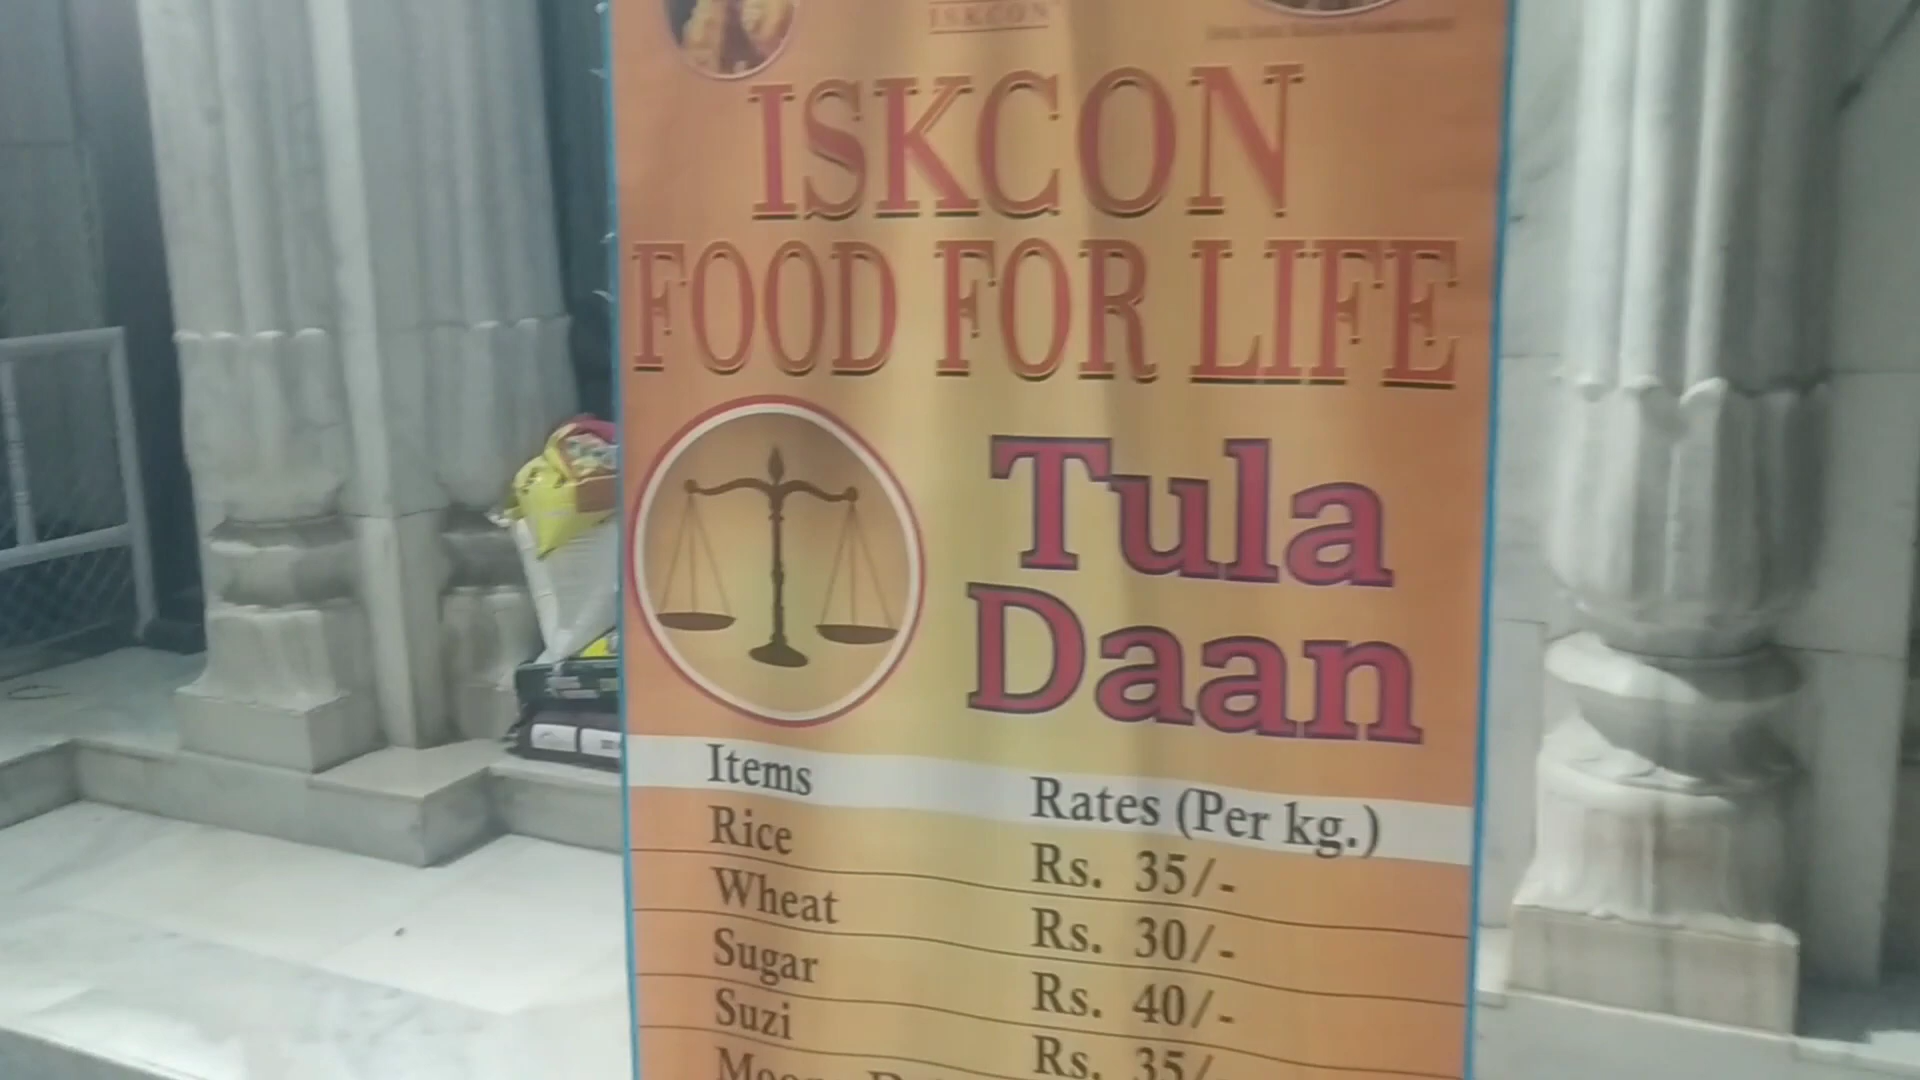 ISKCON
ISKCON
FOOD FOR LIFE
Tula
Daan
Items Rates (Per kg.)
Rice Rs. 35/-
Wheat Rs. 30/-
Sugar Rs. 40/-
Suzi Rs. 35/-